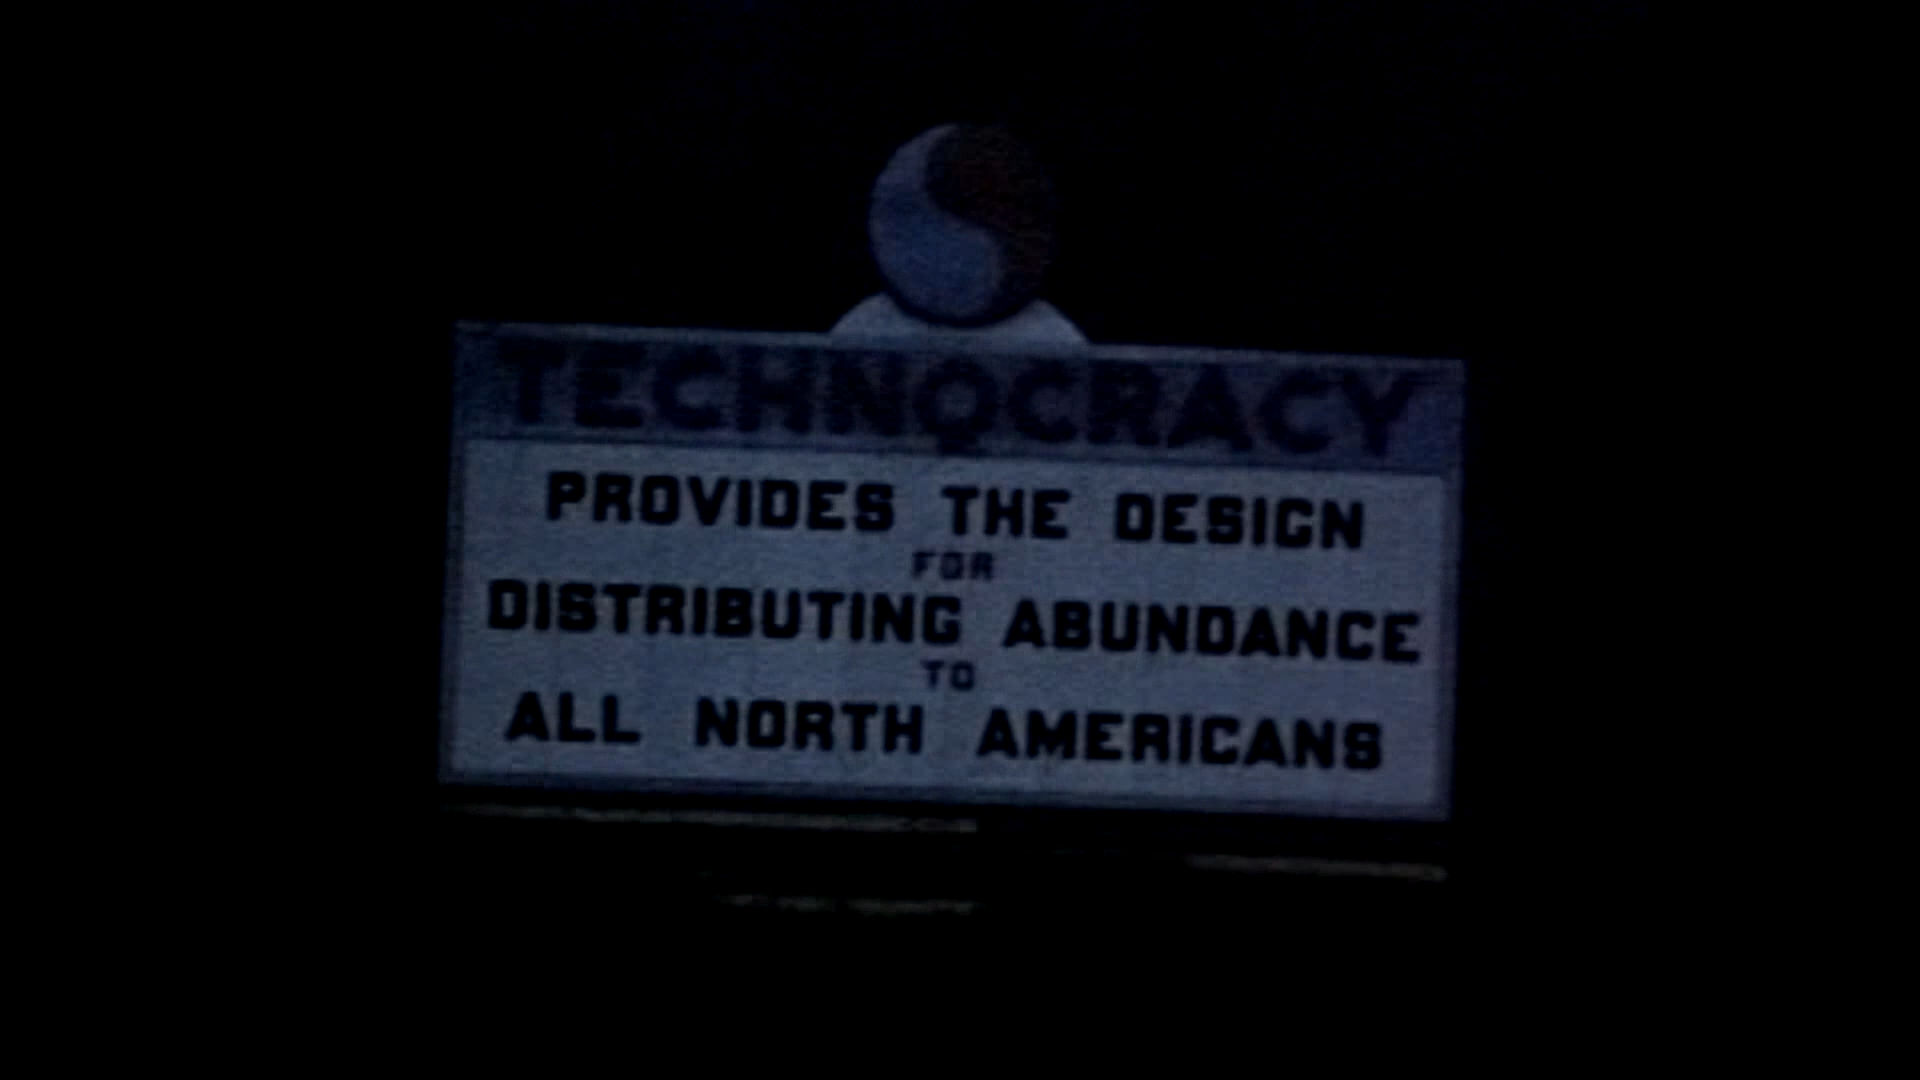 TECHNOCRACY
PROVIDES THE DESIGN
FOR
DISTRIBUTING ABUNDANCE
TO
ALL NORTH AMERICANS